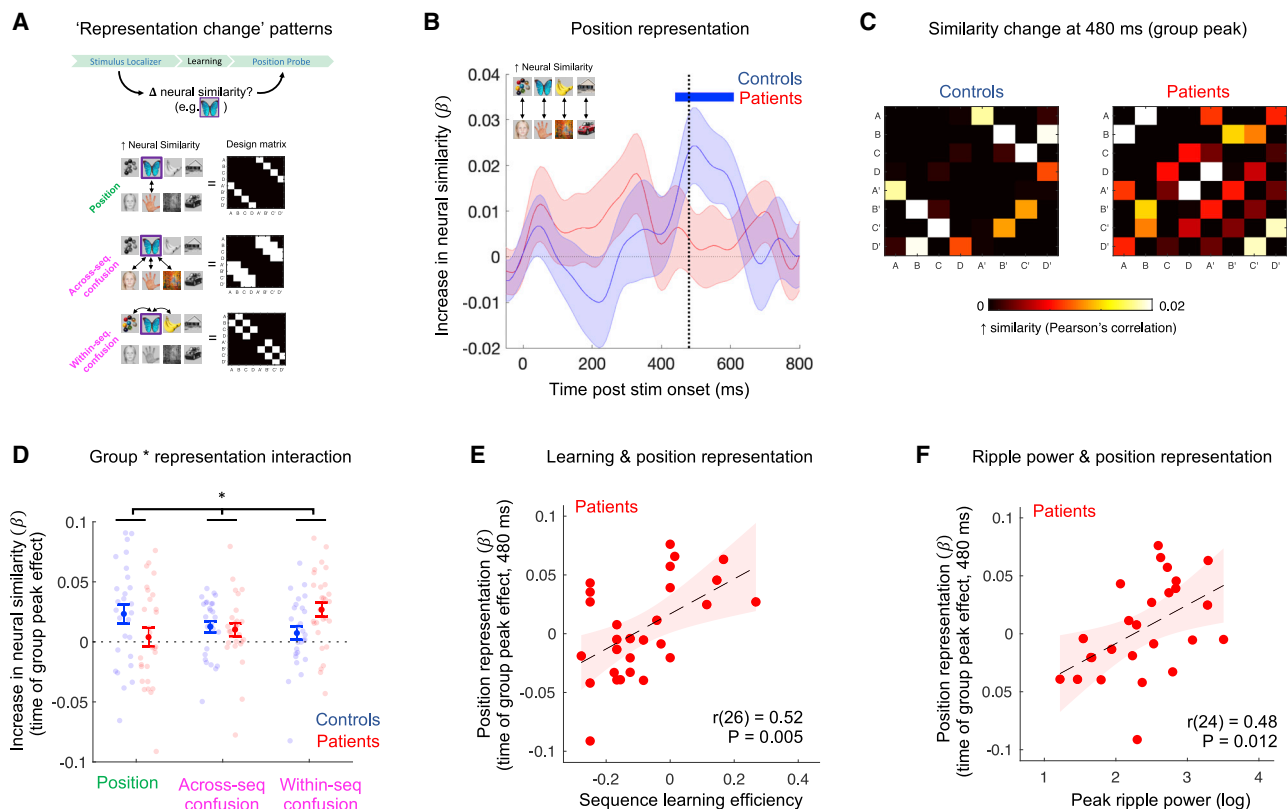 A
'Representation change' patterns
Stimulus Localizer
Learning
Position Probe
Δ neural similarity?
(e.g. )
↑ Neural Similarity
Design matrix
Position
=
A
B
C
D
A'
B'
C'
D'
A B C D A' B' C' D'
Across-seq.
confusion
=
A
B
C
D
A'
B'
C'
D'
A B C D A' B' C' D'
Within-seq.
confusion
=
A
B
C
D
A'
B'
C'
D'
A B C D A' B' C' D'
B
Position representation
↑ Neural Similarity
Controls
Patients
Increase in neural similarity (β)
0.04
0.03
0.02
0.01
0
-0.01
-0.02
0 200 400 600 800
Time post stim onset (ms)
C
Similarity change at 480 ms (group peak)
Controls
Patients
A
B
C
D
A'
B'
C'
D'
A B C D A' B' C' D'
A
B
C
D
A'
B'
C'
D'
A B C D A' B' C' D'
0 0.02
↑ similarity (Pearson's correlation)
D
Group * representation interaction
*
Increase in neural similarity (β)
(time of group peak effect)
0.1
0.05
0
-0.05
-0.1
Controls
Patients
Position
Across-seq
confusion
Within-seq
confusion
E
Learning & position representation
Patients
Position representation (β)
(time of group peak effect, 480 ms)
0.1
0.05
0
-0.05
-0.1
r(26) = 0.52
P = 0.005
-0.2 0 0.2 0.4
Sequence learning efficiency
F
Ripple power & position representation
Patients
Position representation (β)
(time of group peak effect, 480 ms)
0.1
0.05
0
-0.05
-0.1
r(24) = 0.48
P = 0.012
1 2 3 4
Peak ripple power (log)